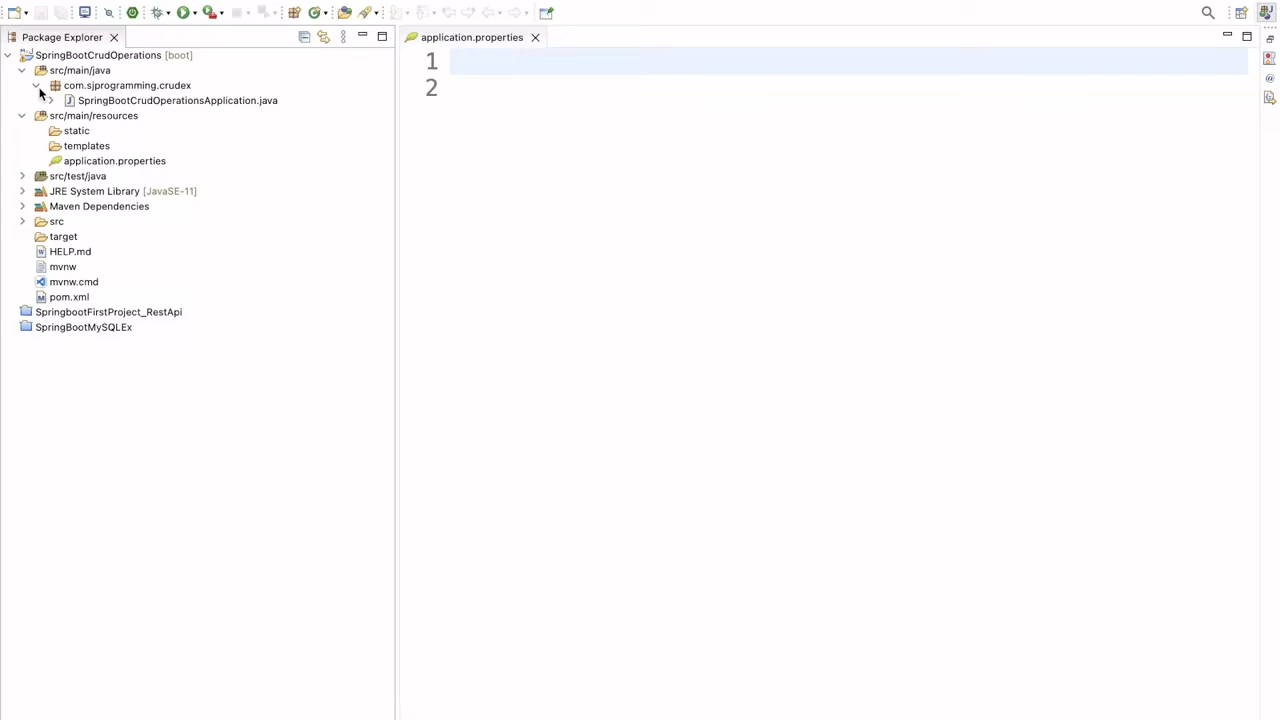 Package Explorer
SpringBootCrudOperations [boot]
src/main/java
com.sjprogramming.crudex
SpringBootCrudOperationsApplication.java
src/main/resources
static
templates
application.properties
src/test/java
JRE System Library [JavaSE-11]
Maven Dependencies
src
target
HELP.md
mvnw
mvnw.cmd
pom.xml
SpringbootFirstProject_RestApi
SpringBootMySQLEx
application.properties
1
2